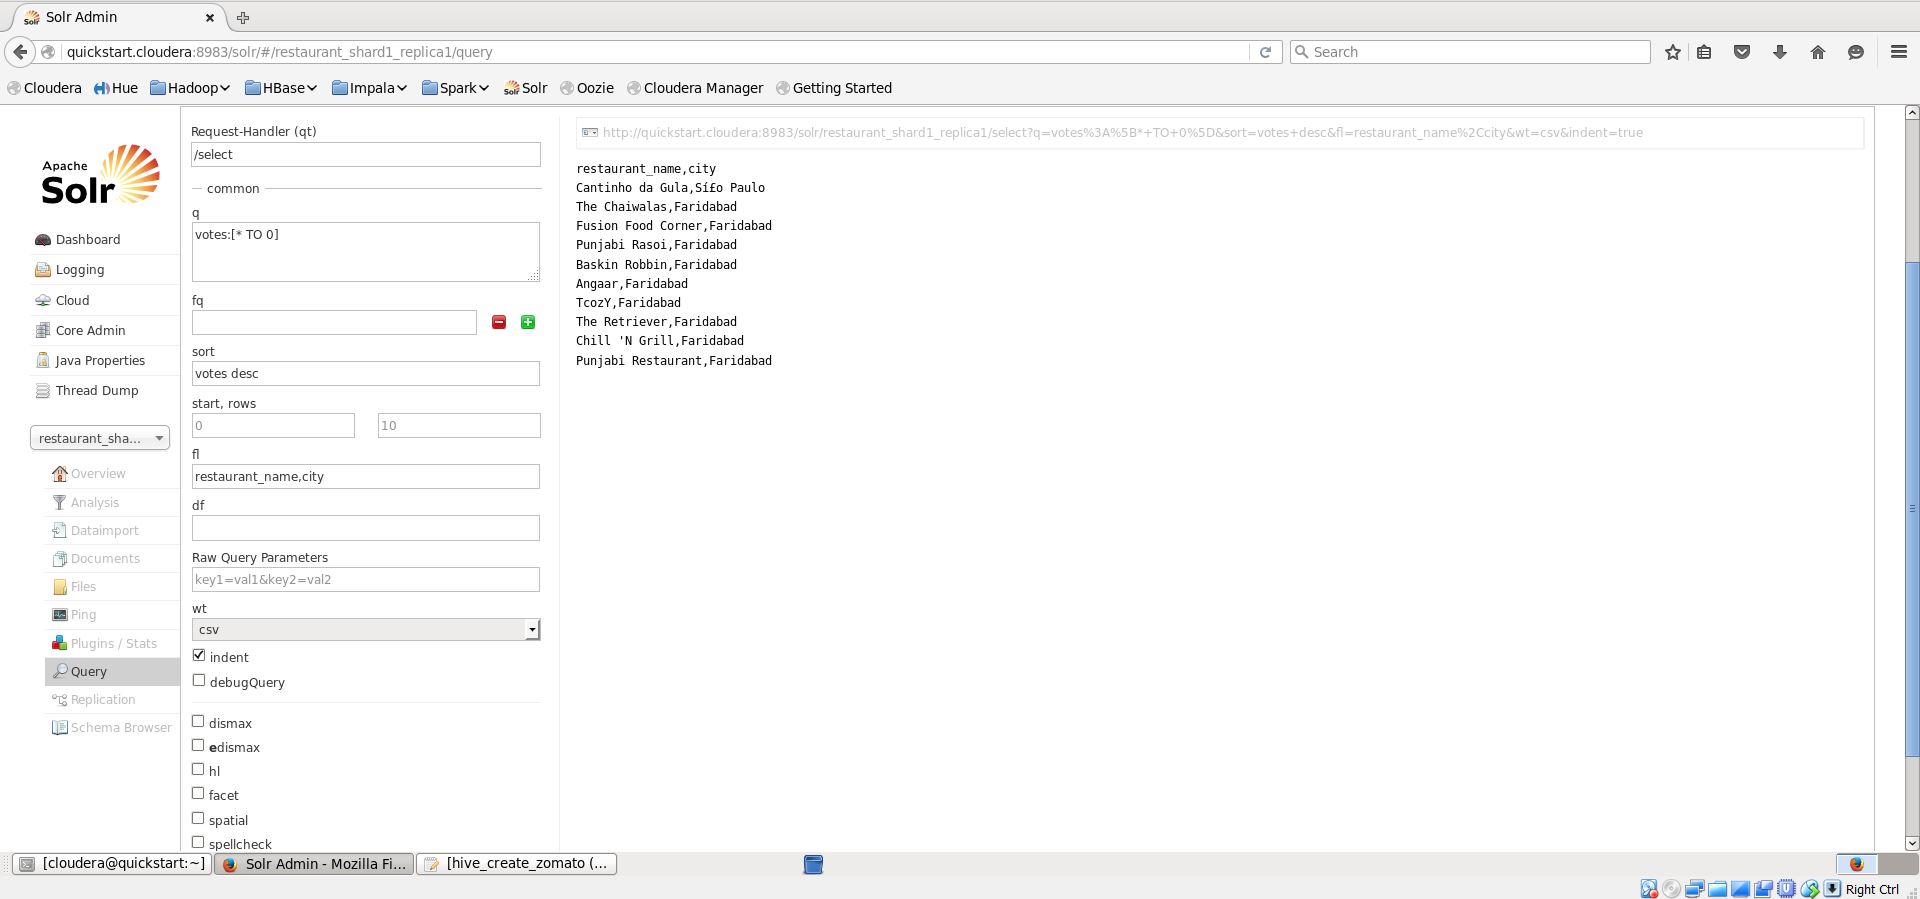 Solr Admin
quickstart.cloudera:8983/solr/#/restaurant_shard1_replica1/query
Search
Cloudera Hue Hadoop HBase Impala Spark Solr Oozie Cloudera Manager Getting Started
Apache
Solr
Dashboard
Logging
Cloud
Core Admin
Java Properties
Thread Dump
restaurant_sha...
Overview
Analysis
Dataimport
Documents
Files
Ping
Plugins / Stats
Query
Replication
Schema Browser
Request-Handler (qt)
/select
common
q
votes:[* TO 0]
fq
sort
votes desc
start, rows
0 10
fl
restaurant_name,city
df
Raw Query Parameters
key1=val1&key2=val2
wt
csv
indent
debugQuery
dismax
edismax
hl
facet
spatial
spellcheck
http://quickstart.cloudera:8983/solr/restaurant_shard1_replica1/select?q=votes%3A%5B*+TO+0%5D&sort=votes+desc&fl=restaurant_name%2Ccity&wt=csv&indent=true
restaurant_name,city
Cantinho da Gula,Sí£o Paulo
The Chaiwalas,Faridabad
Fusion Food Corner,Faridabad
Punjabi Rasoi,Faridabad
Baskin Robbin,Faridabad
Angaar,Faridabad
TcozY,Faridabad
The Retriever,Faridabad
Chill 'N Grill,Faridabad
Punjabi Restaurant,Faridabad
[cloudera@quickstart:~] Solr Admin - Mozilla Fi... [hive_create_zomato (...
Right Ctrl